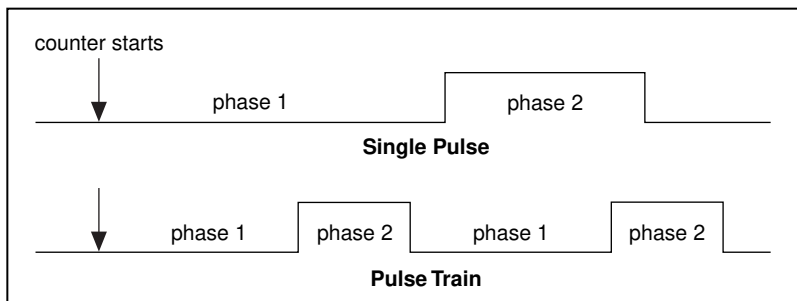 counter starts
phase 1 phase 2
Single Pulse
phase 1 phase 2 phase 1 phase 2
Pulse Train